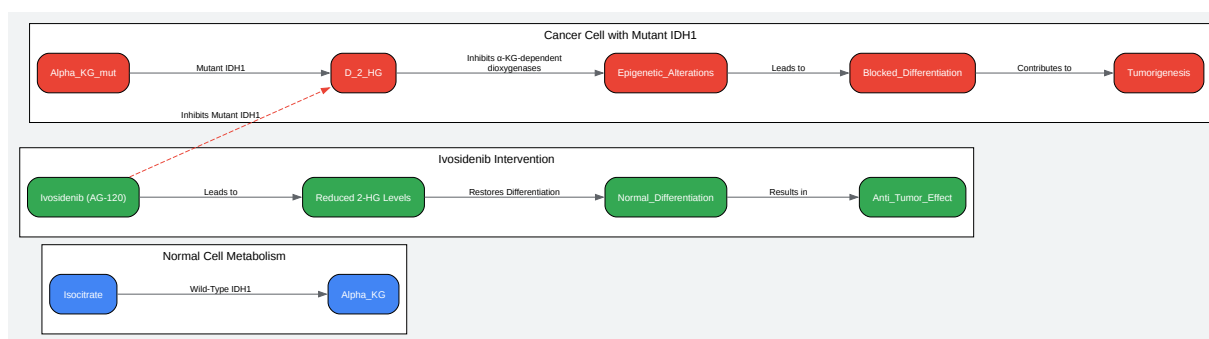 Cancer Cell with Mutant IDH1
Alpha_KG_mut
Mutant IDH1
D_2_HG
Inhibits α-KG-dependent
dioxygenases
Epigenetic_Alterations
Leads to
Blocked_Differentiation
Contributes to
Tumorigenesis
Inhibits Mutant IDH1
Ivosidenib Intervention
Ivosidenib (AG-120)
Leads to
Reduced 2-HG Levels
Restores Differentiation
Normal_Differentiation
Results in
Anti_Tumor_Effect
Normal Cell Metabolism
Isocitrate
Wild-Type IDH1
Alpha_KG